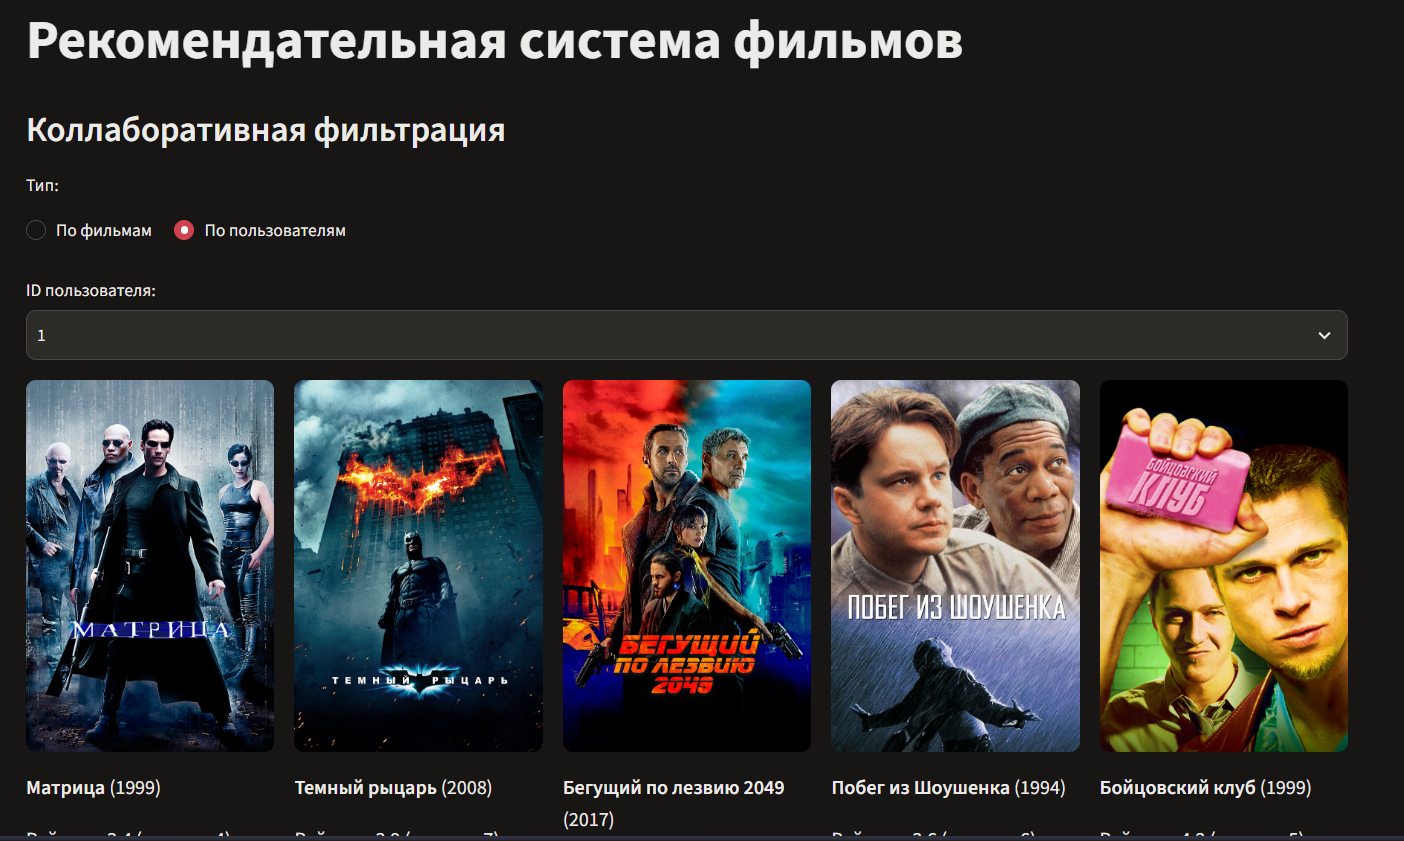 Рекомендательная система фильмов
Коллаборативная фильтрация
Тип:
По фильмам По пользователям
ID пользователя:
1
МАТРИЦА
ТЕМНЫЙ РЫЦАРЬ
БЕГУЩИЙ
ПО ЛЕЗВИЮ
2049
ПОБЕГ ИЗ ШОУШЕНКА
БОЙЦОВСКИЙ
КЛУБ
Матрица (1999)
Темный рыцарь (2008)
Бегущий по лезвию 2049
(2017)
Побег из Шоушенка (1994)
Бойцовский клуб (1999)